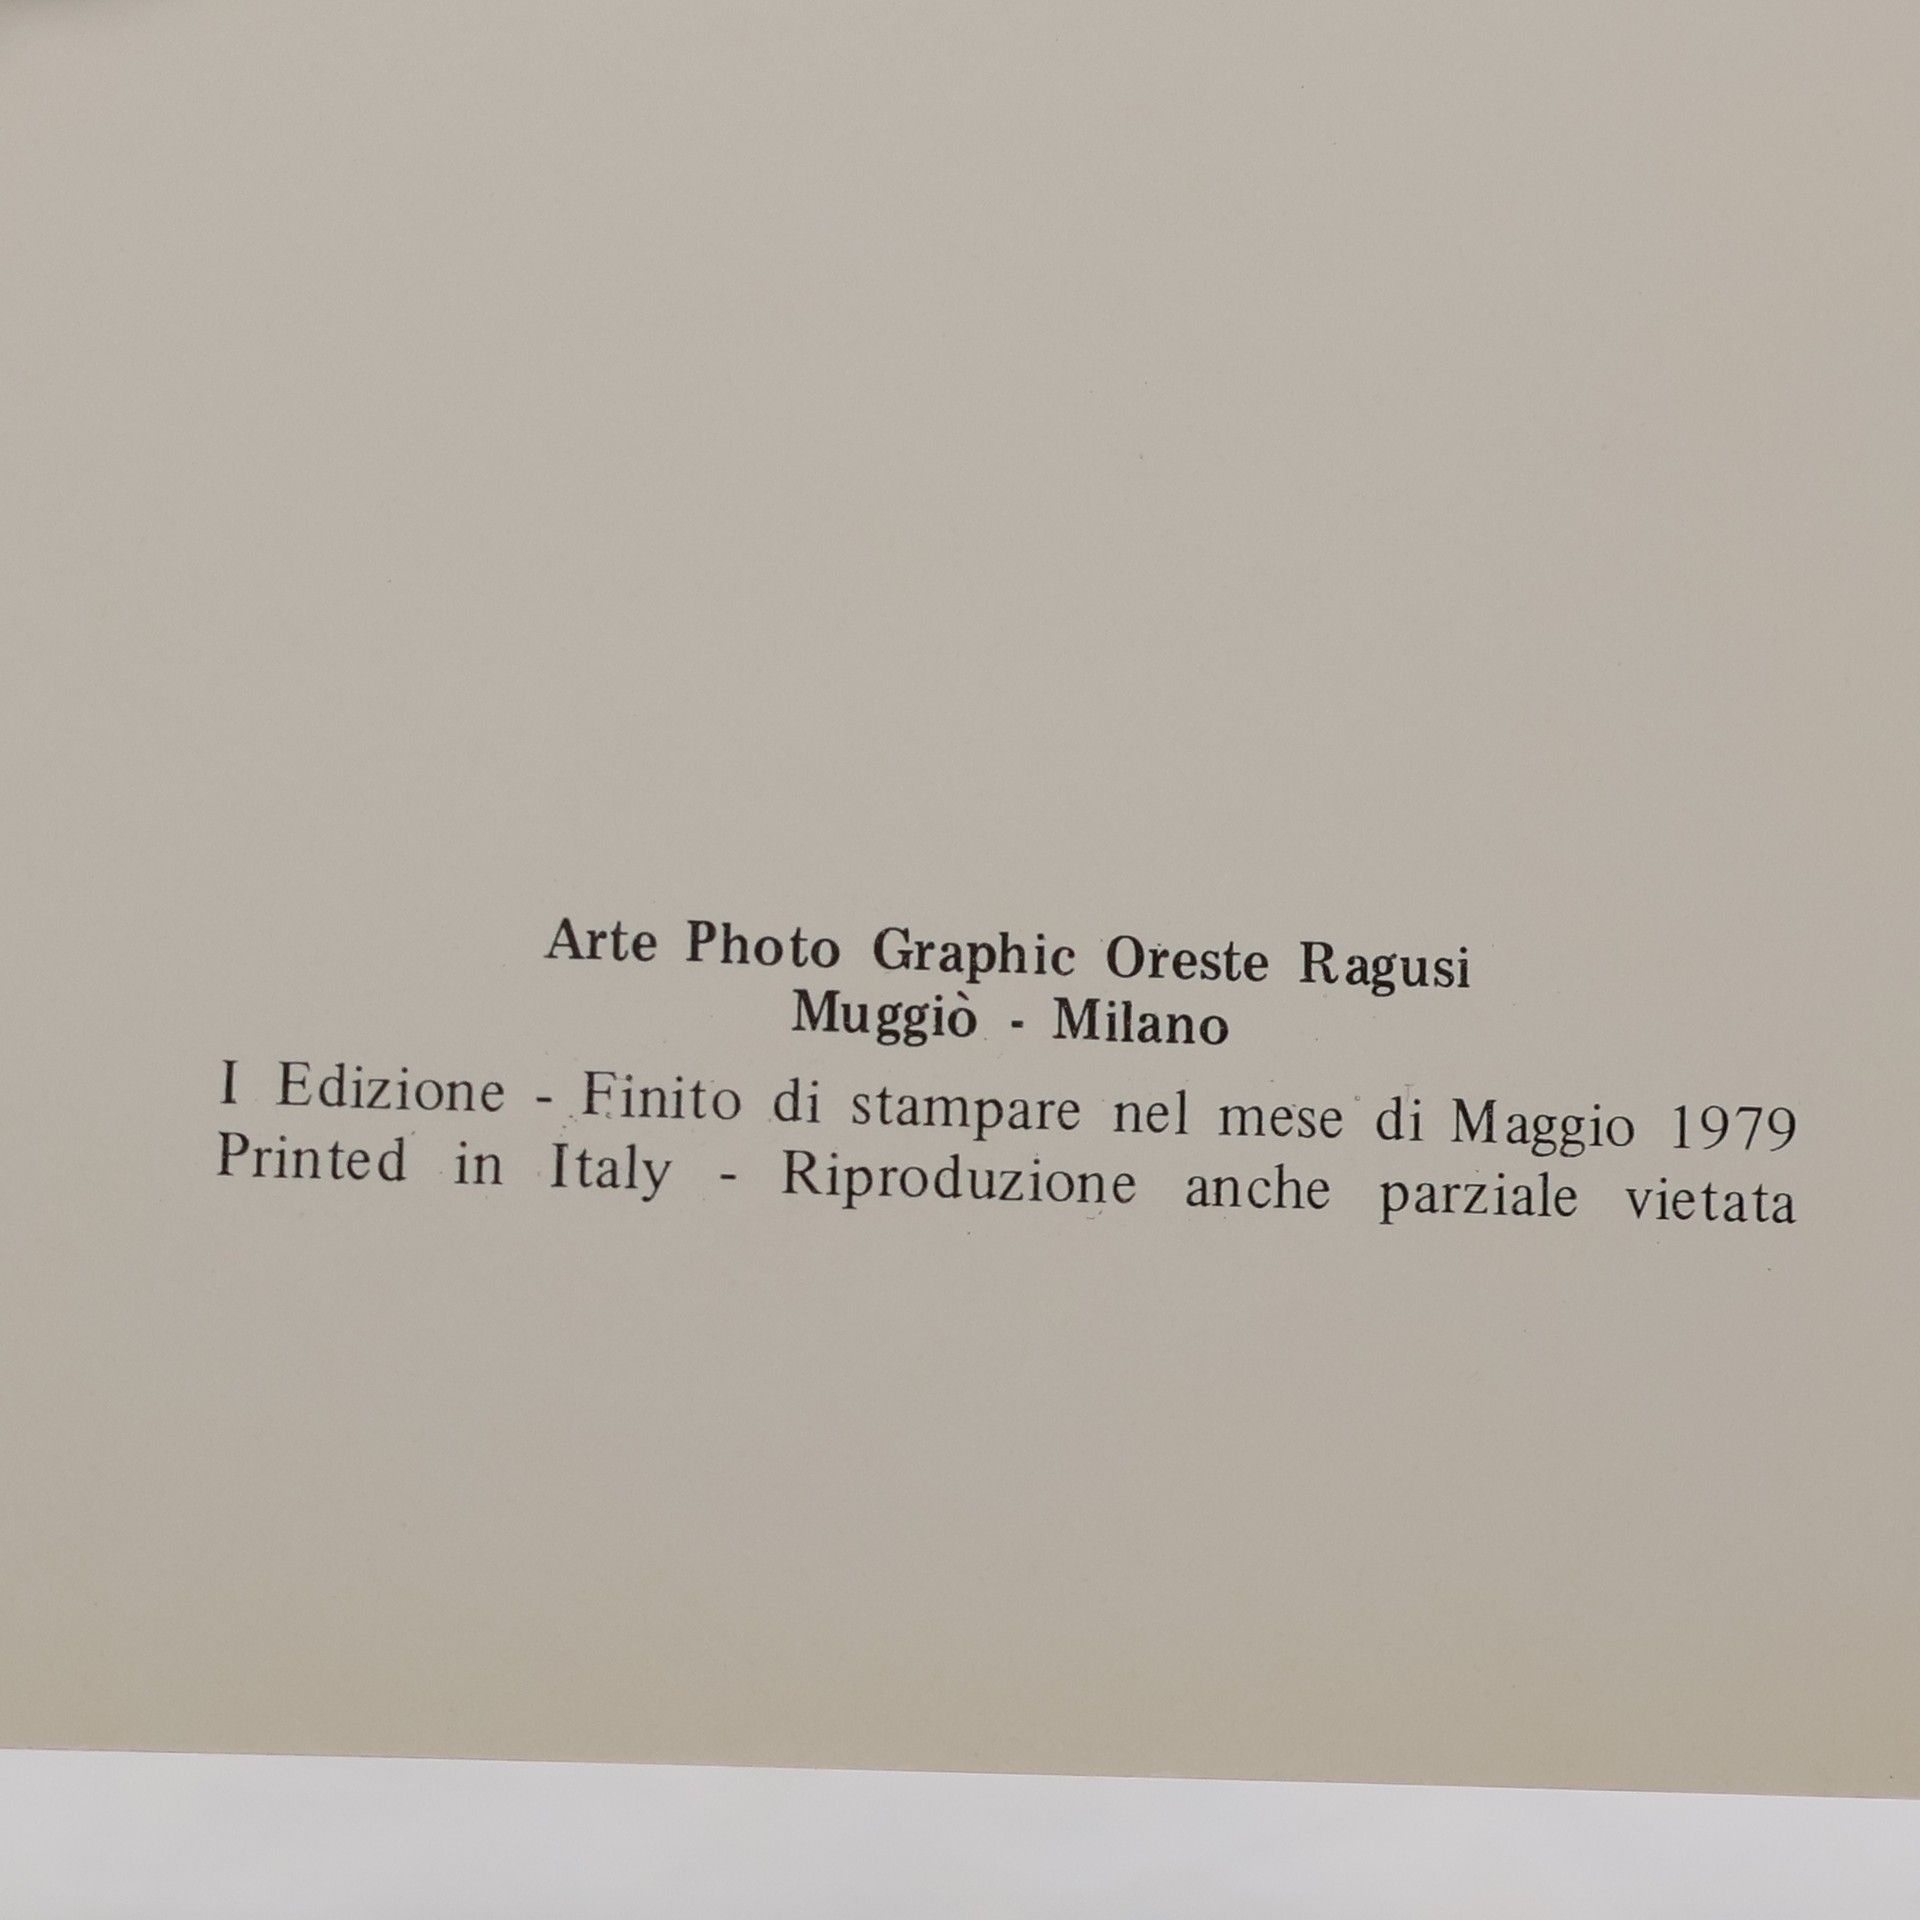 Arte Photo Graphic Oreste Ragusi
Muggiò - Milano
I Edizione - Finito di stampare nel mese di Maggio 1979
Printed in Italy - Riproduzione anche parziale vietata